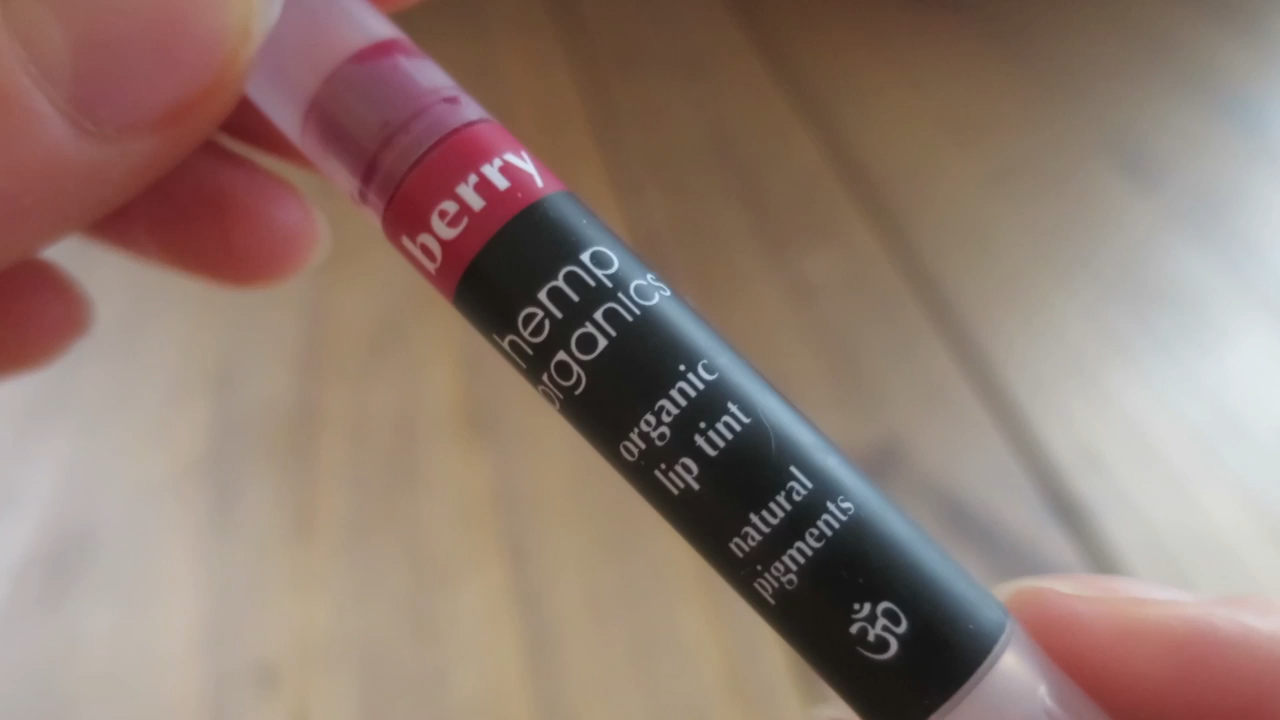 berry
hemp
organics
organic
lip tint
natural
pigments
ॐ